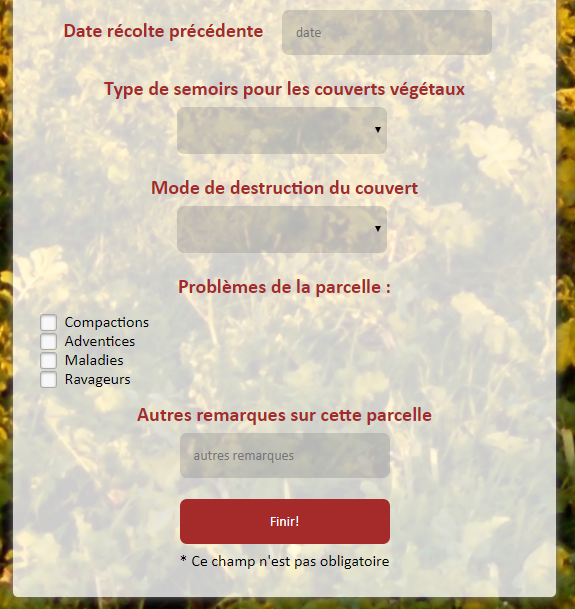 Date récolte précédente date
Type de semoirs pour les couverts végétaux
Mode de destruction du couvert
Problèmes de la parcelle :
Compactions
Adventices
Maladies
Ravageurs
Autres remarques sur cette parcelle
autres remarques
Finir!
* Ce champ n'est pas obligatoire